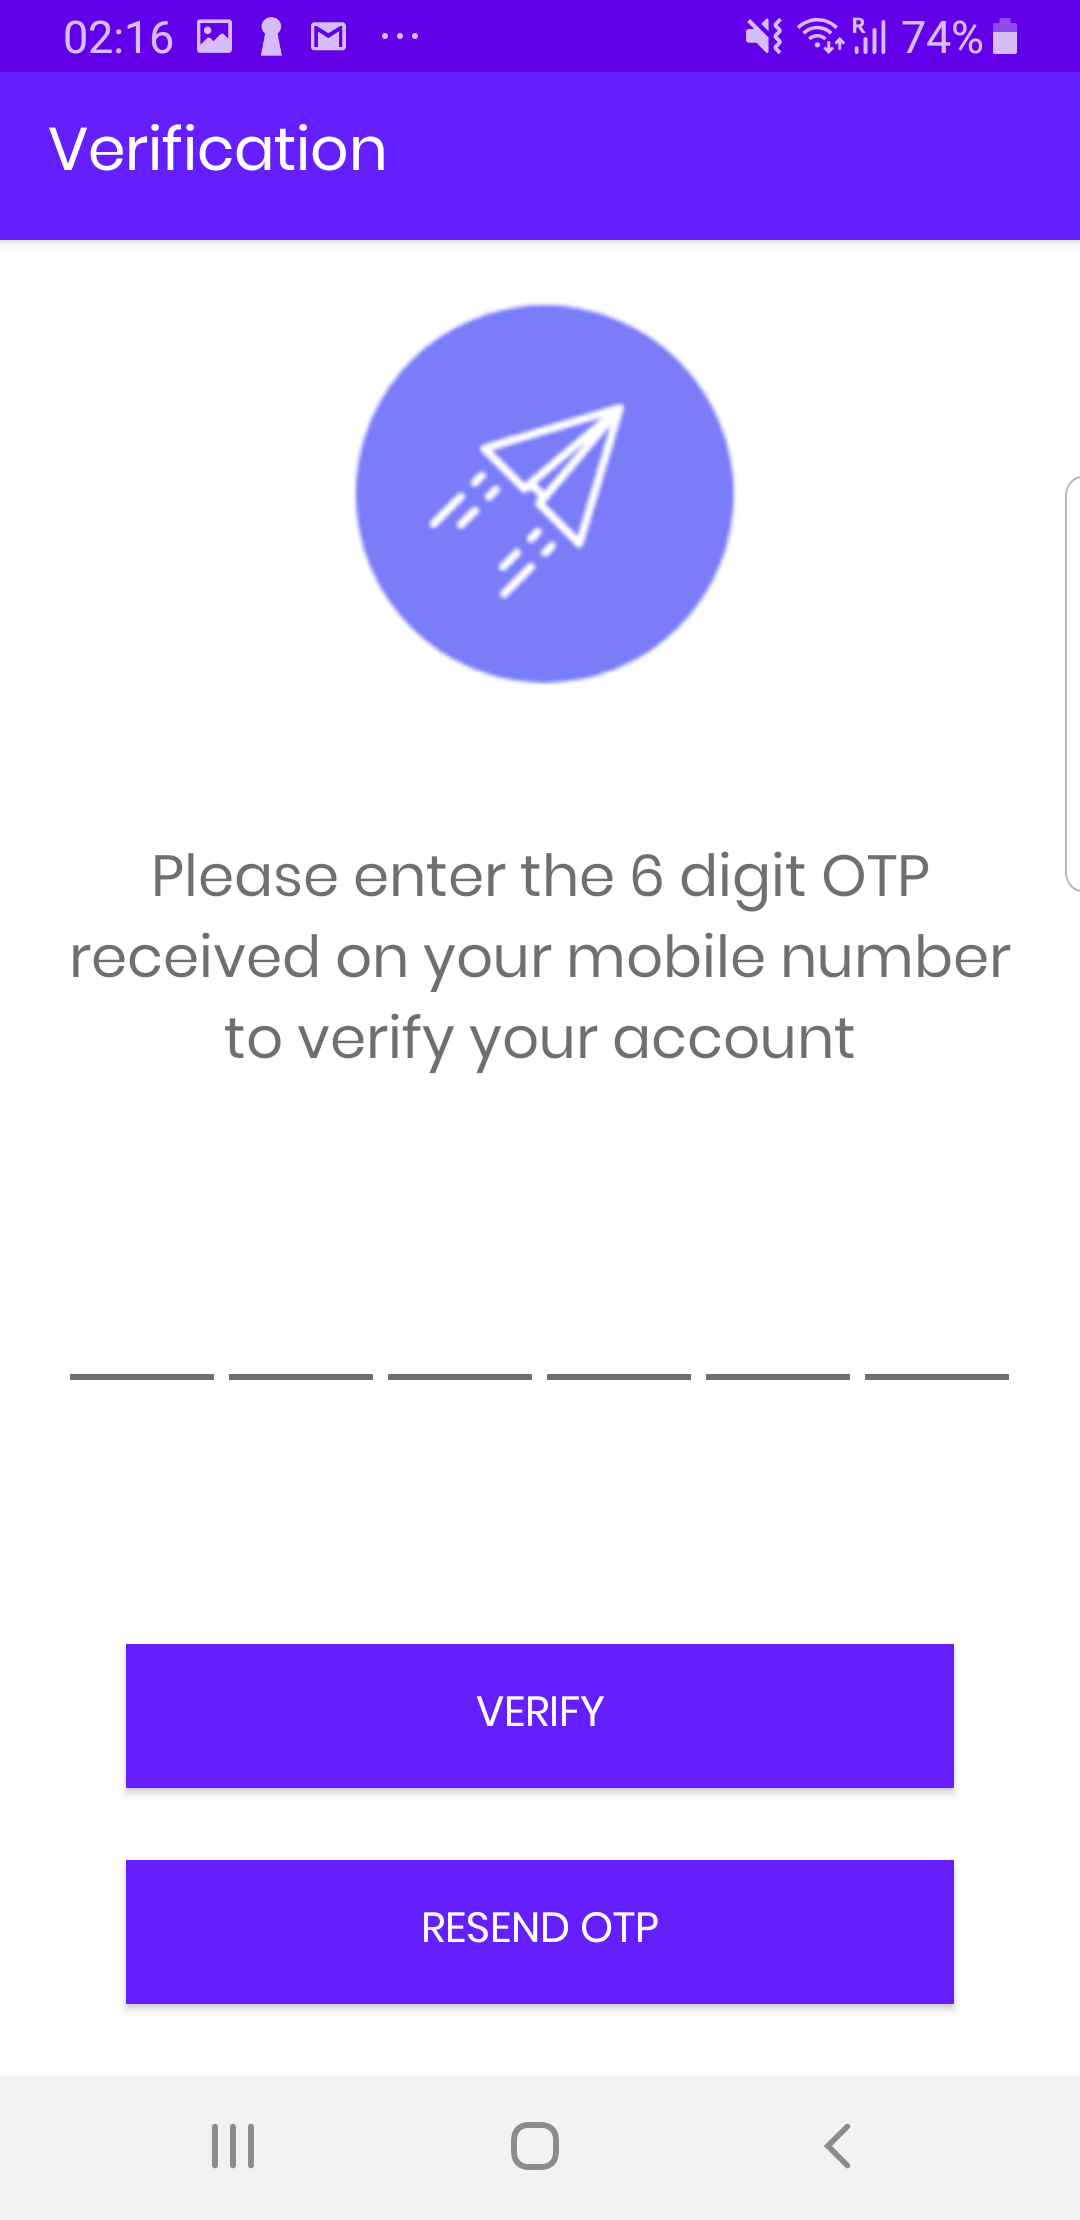 02:16 74%
Verification
Please enter the 6 digit OTP
received on your mobile number
to verify your account
VERIFY
RESEND OTP